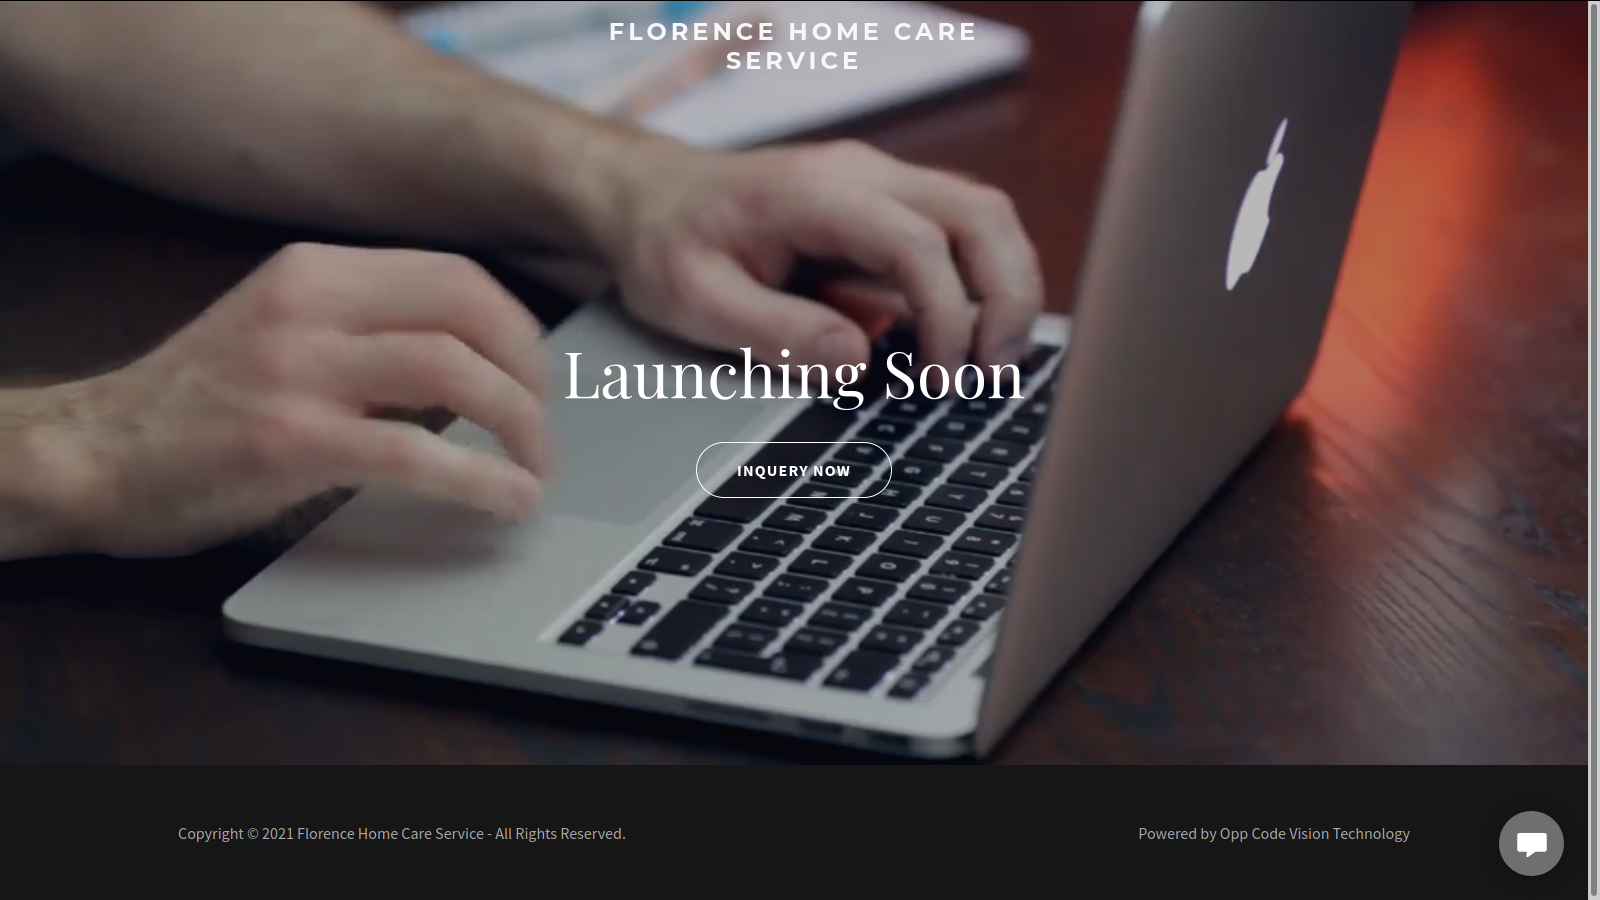 FLORENCE HOME CARE
SERVICE
Launching Soon
INQUERY NOW
Copyright © 2021 Florence Home Care Service - All Rights Reserved.
Powered by Opp Code Vision Technology